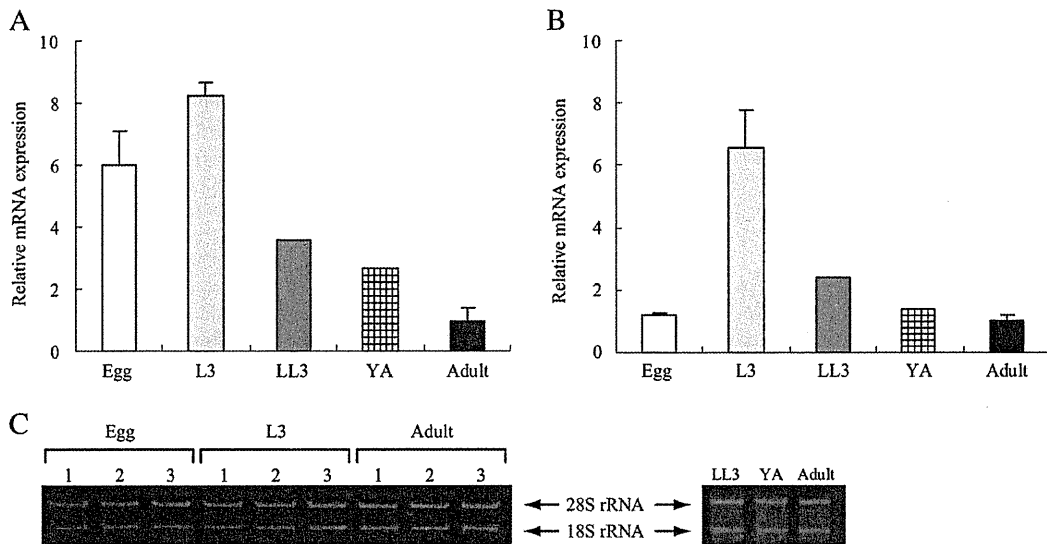 A
Relative mRNA expression
10
8
6
4
2
0
Egg L3 LL3 YA Adult
B
Relative mRNA expression
10
8
6
4
2
0
Egg L3 LL3 YA Adult
C
Egg L3 Adult
1 2 3 1 2 3 1 2 3
LL3 YA Adult
28S rRNA
18S rRNA